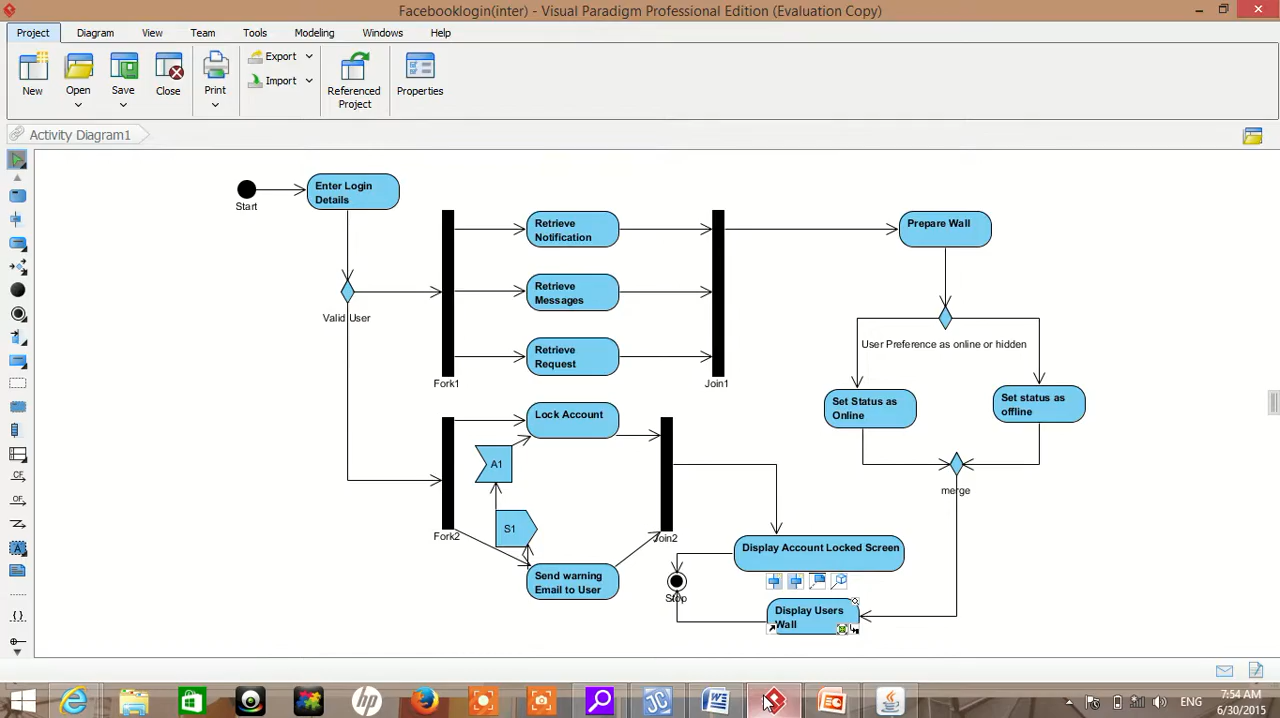 Facebooklogin(inter) - Visual Paradigm Professional Edition (Evaluation Copy)
Project Diagram View Team Tools Modeling Windows Help
New
Open
Save
Close
Print
Export
Import
Referenced
Project
Properties
Activity Diagram1
CF
OF
Start
Enter Login
Details
Valid User
Fork1
Retrieve
Notification
Retrieve
Messages
Retrieve
Request
Join1
Prepare Wall
User Preference as online or hidden
Set Status as
Online
Set status as
offline
merge
Fork2
Lock Account
A1
S1
Send warning
Email to User
Join2
Display Account Locked Screen
Stop
Display Users
Wall
ENG
7:54 AM
6/30/2015